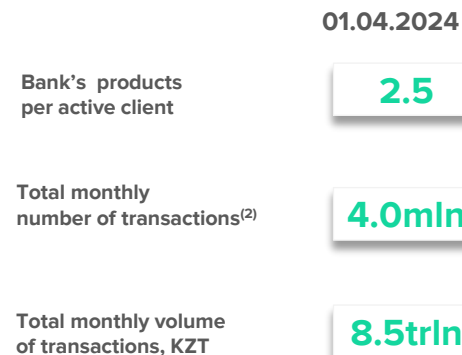 01.04.2024
Bank's products
per active client
2.5
Total monthly
number of transactions(2)
4.0mln
Total monthly volume
of transactions, KZT
8.5trln